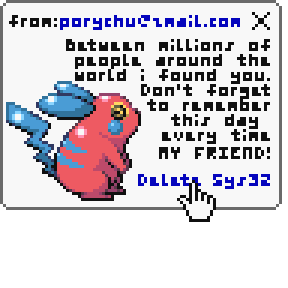 from:porychu@1mail.com X
Between millions of
people around the
world i found you.
Don't forget
to remember
this day
every time
MY FRIEND!
Delete Sys32